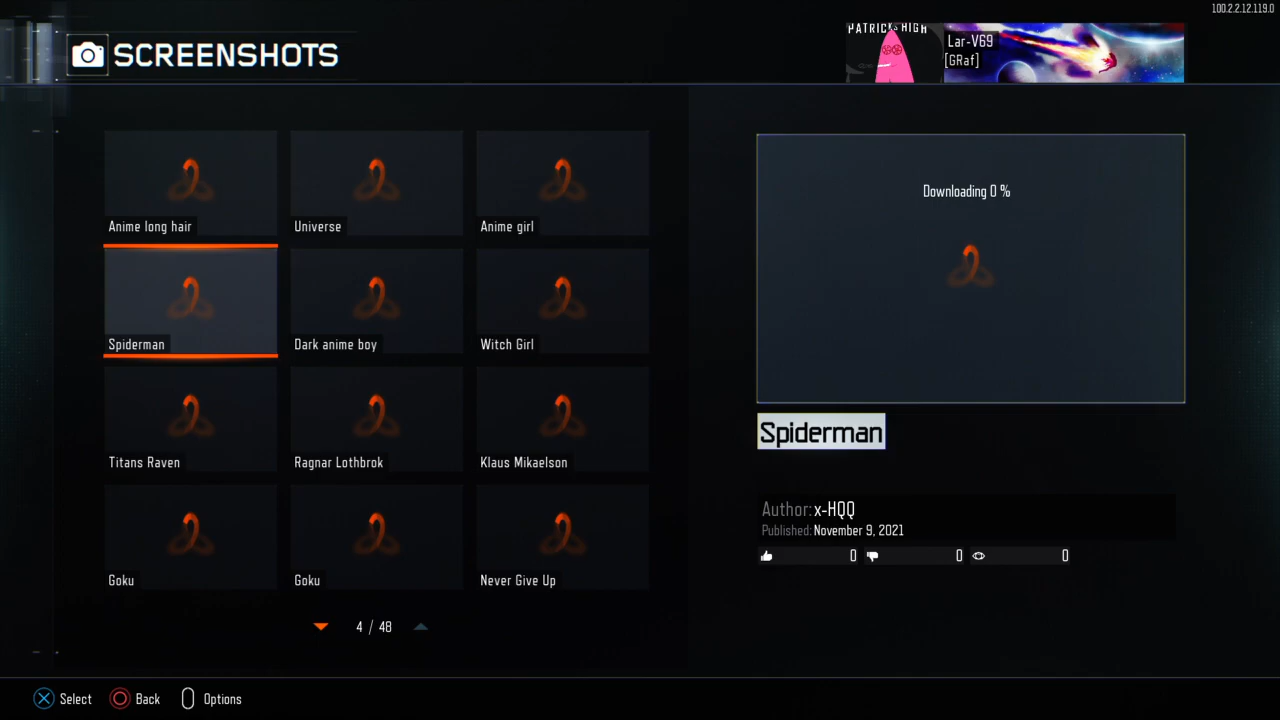 100.2.2.12.119.0
SCREENSHOTS
PATRICKS HIGH
Lar-V69
[GRaf]
Anime long hair
Universe
Anime girl
Spiderman
Dark anime boy
Witch Girl
Titans Raven
Ragnar Lothbrok
Klaus Mikaelson
Goku
Goku
Never Give Up
4 / 48
Downloading 0 %
Spiderman
Author: x-HQQ
Published: November 9, 2021
0
0
0
Select
Back
Options